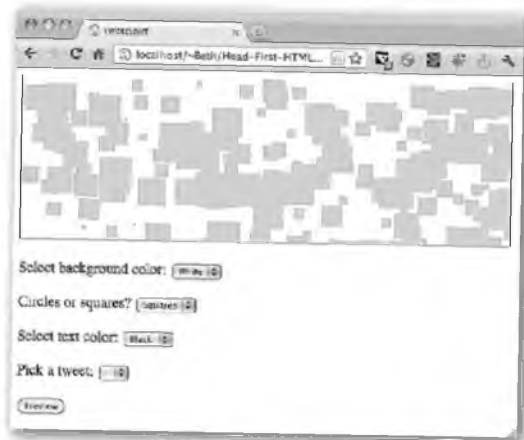 localhost/~Beth/Head-First-HTML...
Select background color: White
Circles or squares? Squares
Select text color: Black
Pick a tweet:
Preview